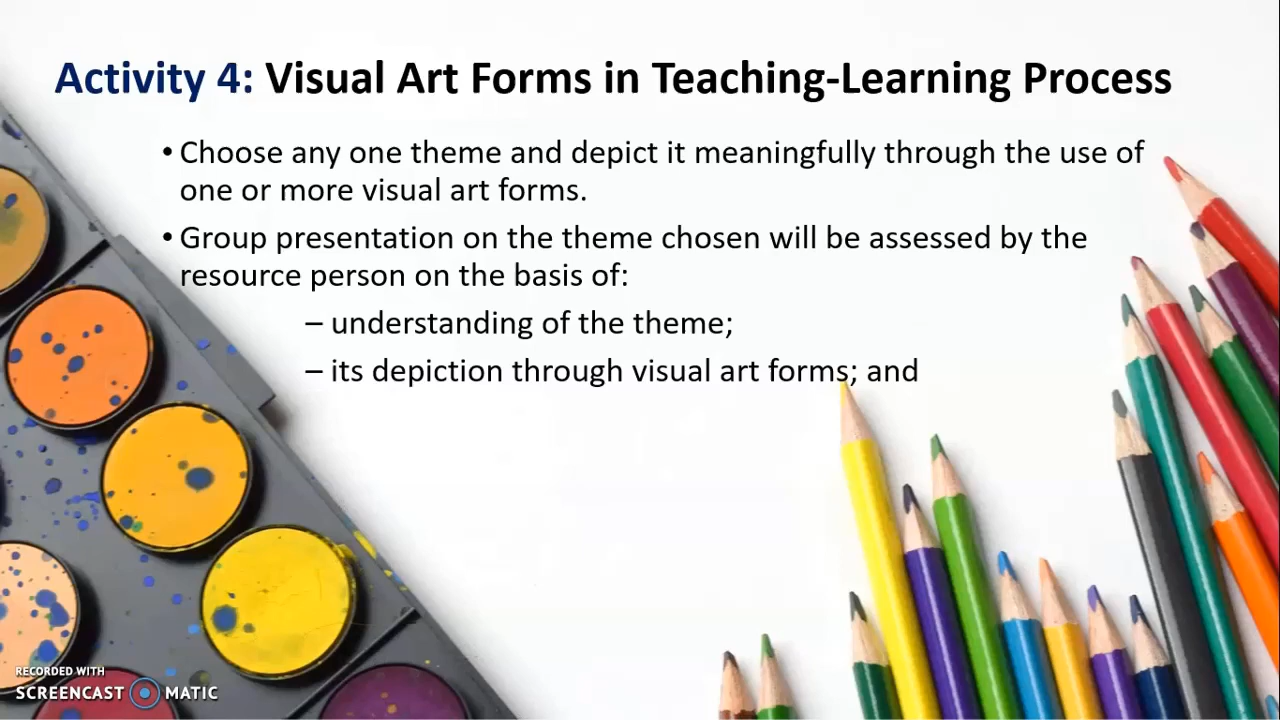 Activity 4: Visual Art Forms in Teaching-Learning Process
• Choose any one theme and depict it meaningfully through the use of
one or more visual art forms.
• Group presentation on the theme chosen will be assessed by the
resource person on the basis of:
– understanding of the theme;
– its depiction through visual art forms; and
RECORDED WITH
SCREENCAST MATIC